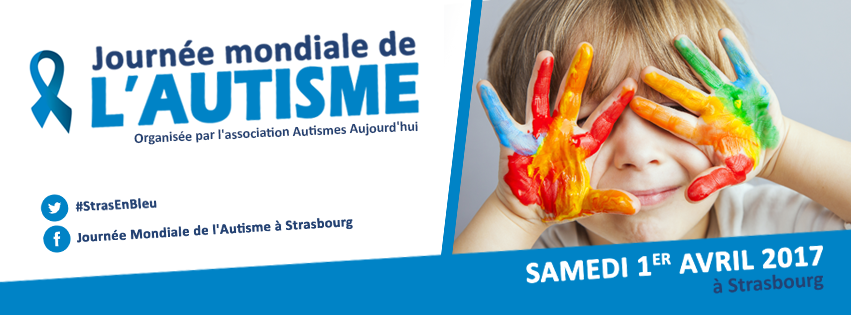 Journée mondiale de
L'AUTISME
Organisée par l'association Autismes Aujourd'hui
#StrasEnBleu
Journée Mondiale de l'Autisme à Strasbourg
SAMEDI 1ER AVRIL 2017
à Strasbourg